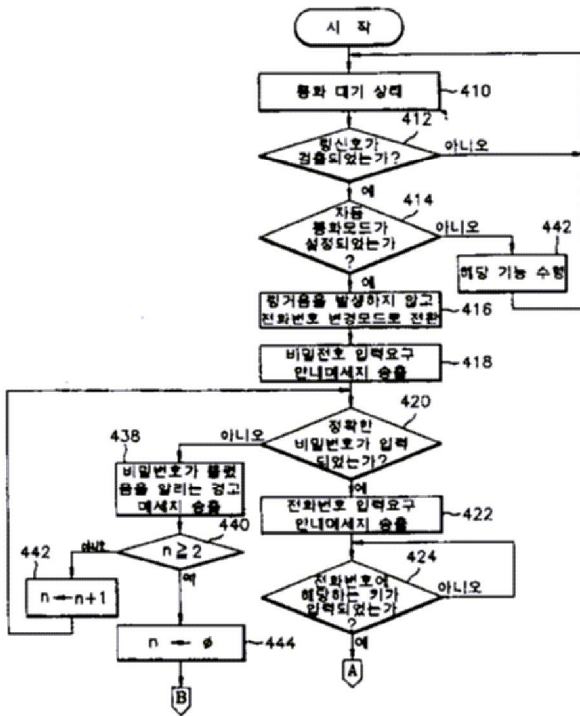 시 작
통화 대기 상태
410
링신호가
검출되었는가?
412
아니오
예
자동
통화모드가
설정되었는가
?
414
아니오
442
해당 기능 수행
예
링거음을 발생하지 않고
전화번호 변경모드로 전환
416
비밀전호 입력요구
안내메세지 송출
418
정확한
비밀번호가 입력
되었는가?
420
아니오
438
비밀번호가 틀렸
음을 알리는 경고
메세지 송출
예
전화번호 입력요구
안내메세지 송출
422
440
n≧2
442
n←n+1
예
전화번호에
해당하는 키가
입력되었는가
?
424
아니오
n ← ø
444
예
A
B